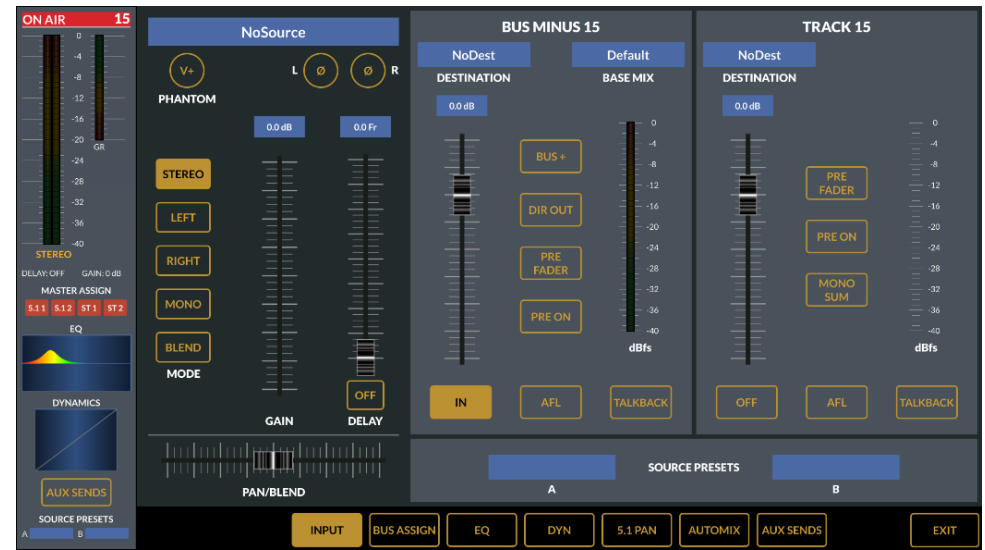 ON AIR 15
0
-4
-8
-12
-16
-20
GR
-24
-28
-32
-36
-40
STEREO
DELAY: OFF GAIN: 0 dB
MASTER ASSIGN
5.1 1 5.1 2 ST 1 ST 2
EQ
DYNAMICS
AUX SENDS
SOURCE PRESETS
A B
NoSource
V+ L Ø Ø R
PHANTOM
0.0 dB 0.0 Fr
STEREO
LEFT
RIGHT
MONO
BLEND
MODE
OFF
GAIN DELAY
PAN/BLEND
BUS MINUS 15
NoDest Default
DESTINATION BASE MIX
0.0 dB
BUS +
DIR OUT
PRE
FADER
PRE ON
0
-4
-8
-12
-16
-20
-24
-28
-32
-36
-40
dBfs
IN AFL TALKBACK
TRACK 15
NoDest
DESTINATION
0.0 dB
PRE
FADER
PRE ON
MONO
SUM
0
-4
-8
-12
-16
-20
-24
-28
-32
-36
-40
dBfs
OFF AFL TALKBACK
SOURCE PRESETS
A B
INPUT BUS ASSIGN EQ DYN 5.1 PAN AUTOMIX AUX SENDS EXIT